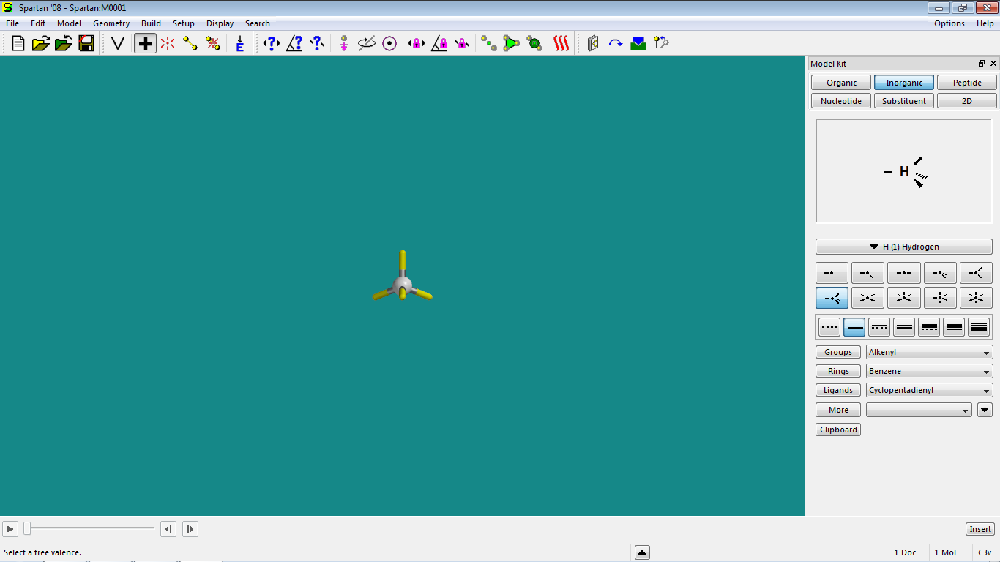 Spartan '08 - Spartan:M0001
File Edit Model Geometry Build Setup Display Search Options Help
Model Kit
Organic Inorganic Peptide
Nucleotide Substituent 2D
H
H (1) Hydrogen
Groups Alkenyl
Rings Benzene
Ligands Cyclopentadienyl
More
Clipboard
Insert
Select a free valence. 1 Doc 1 Mol C3v